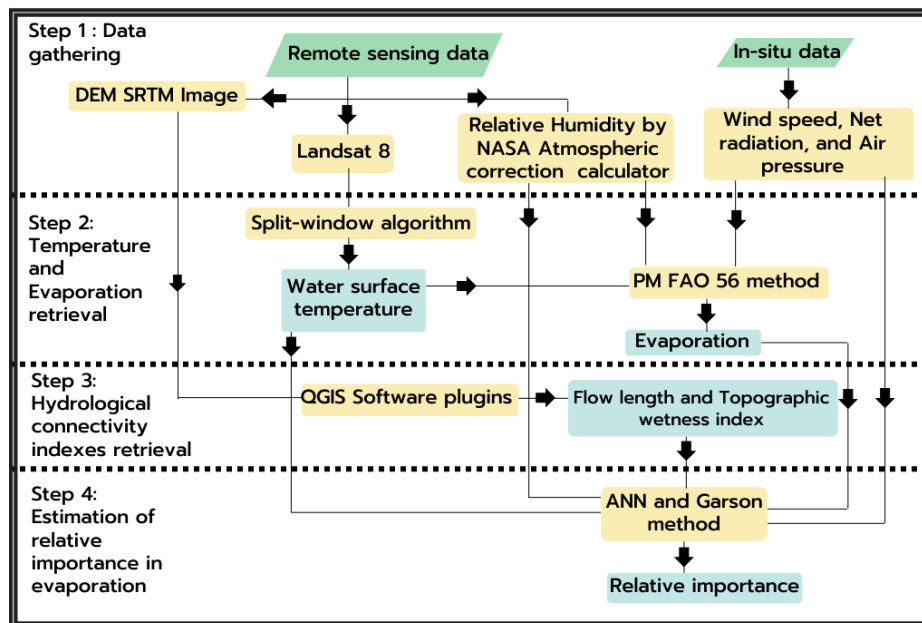 Step 1 : Data
gathering
Remote sensing data
In-situ data
DEM SRTM Image
Landsat 8
Relative Humidity by
NASA Atmospheric
correction calculator
Wind speed, Net
radiation, and Air
pressure
Step 2:
Temperature
and
Evaporation
retrieval
Split-window algorithm
Water surface
temperature
PM FAO 56 method
Evaporation
Step 3:
Hydrological
connectivity
indexes retrieval
QGIS Software plugins
Flow length and Topographic
wetness index
Step 4:
Estimation of
relative
importance in
evaporation
ANN and Garson
method
Relative importance